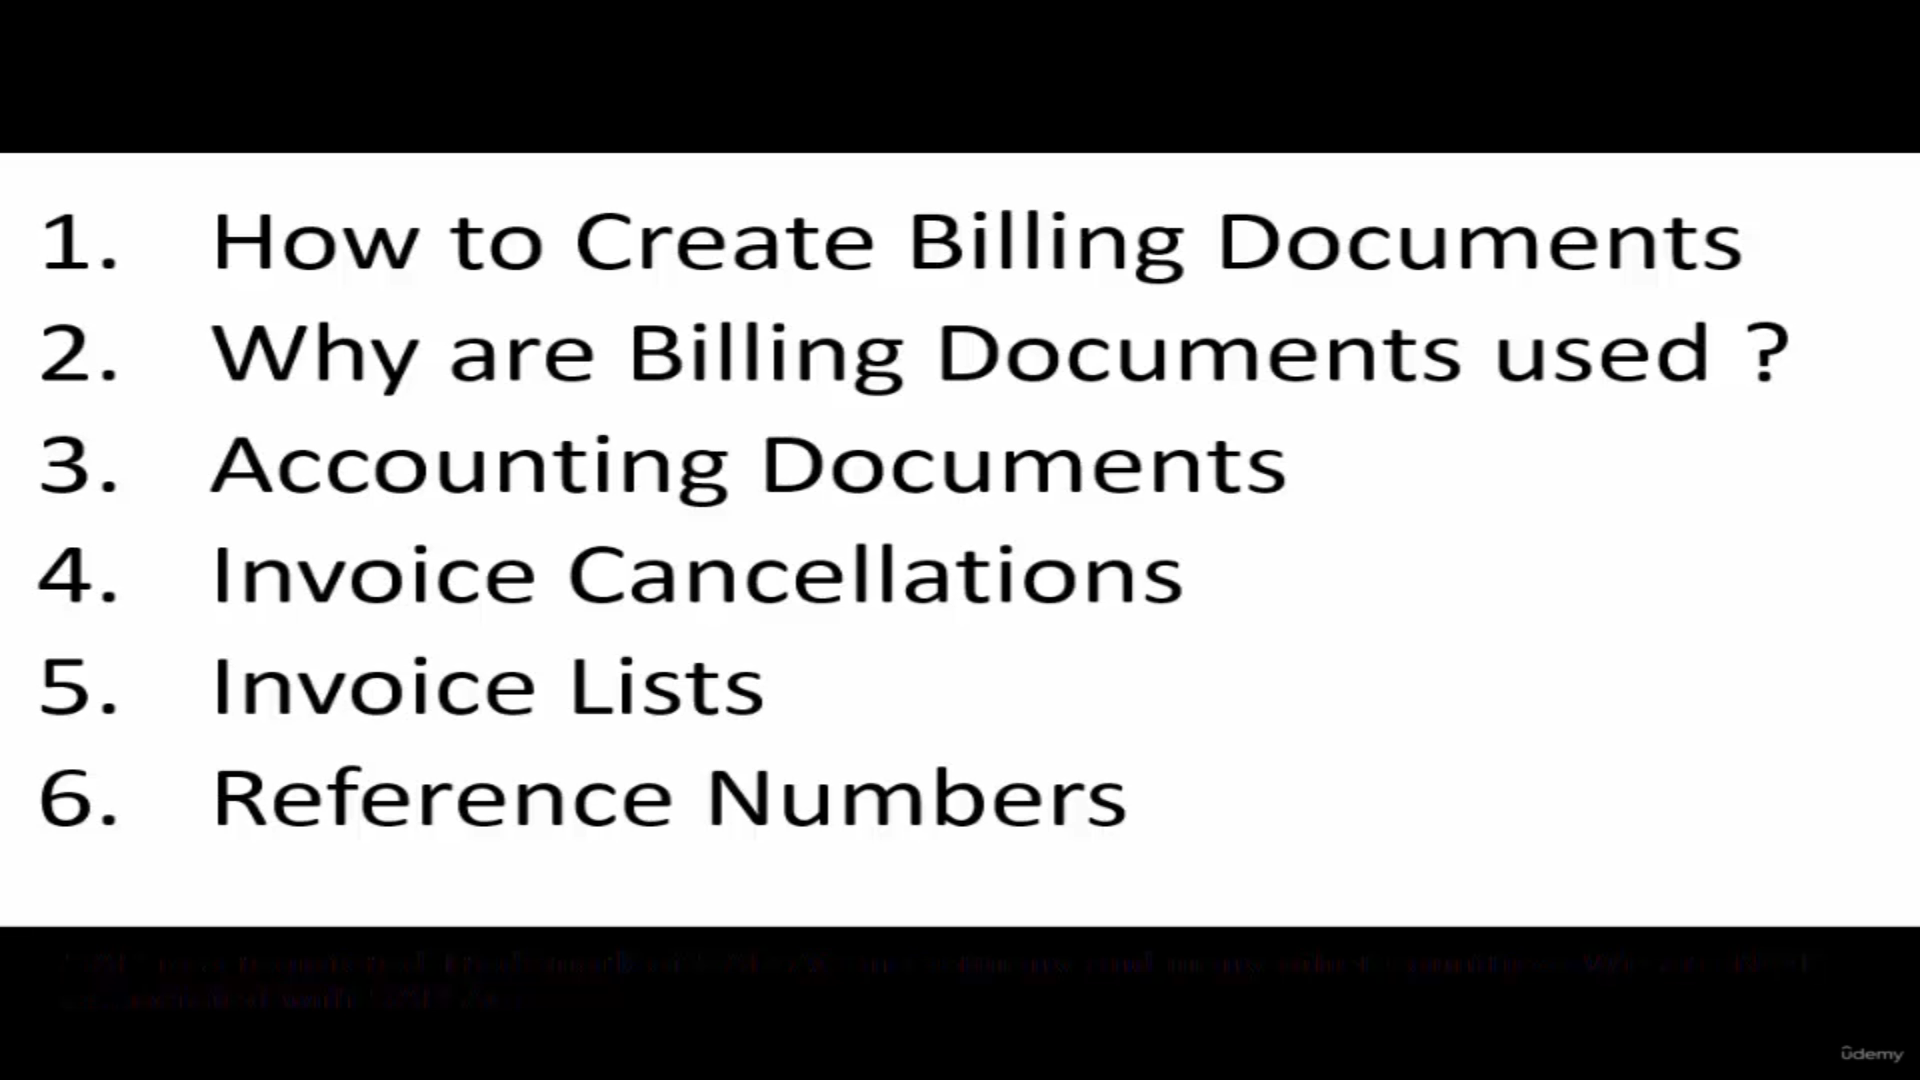 1. How to Create Billing Documents
2. Why are Billing Documents used ?
3. Accounting Documents
4. Invoice Cancellations
5. Invoice Lists
6. Reference Numbers
ûdemy